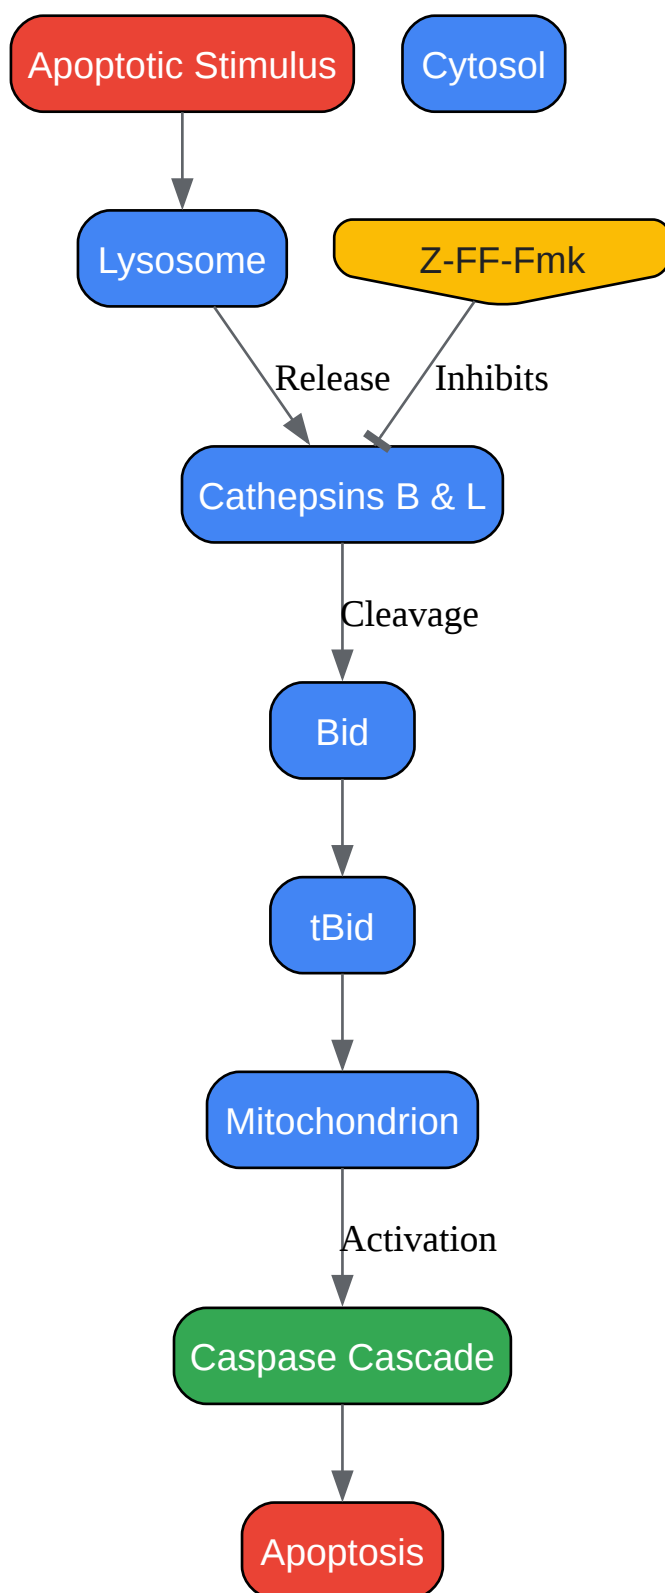 Apoptotic Stimulus
Cytosol
Lysosome
Z-FF-Fmk
Release
Inhibits
Cathepsins B & L
Cleavage
Bid
tBid
Mitochondrion
Activation
Caspase Cascade
Apoptosis